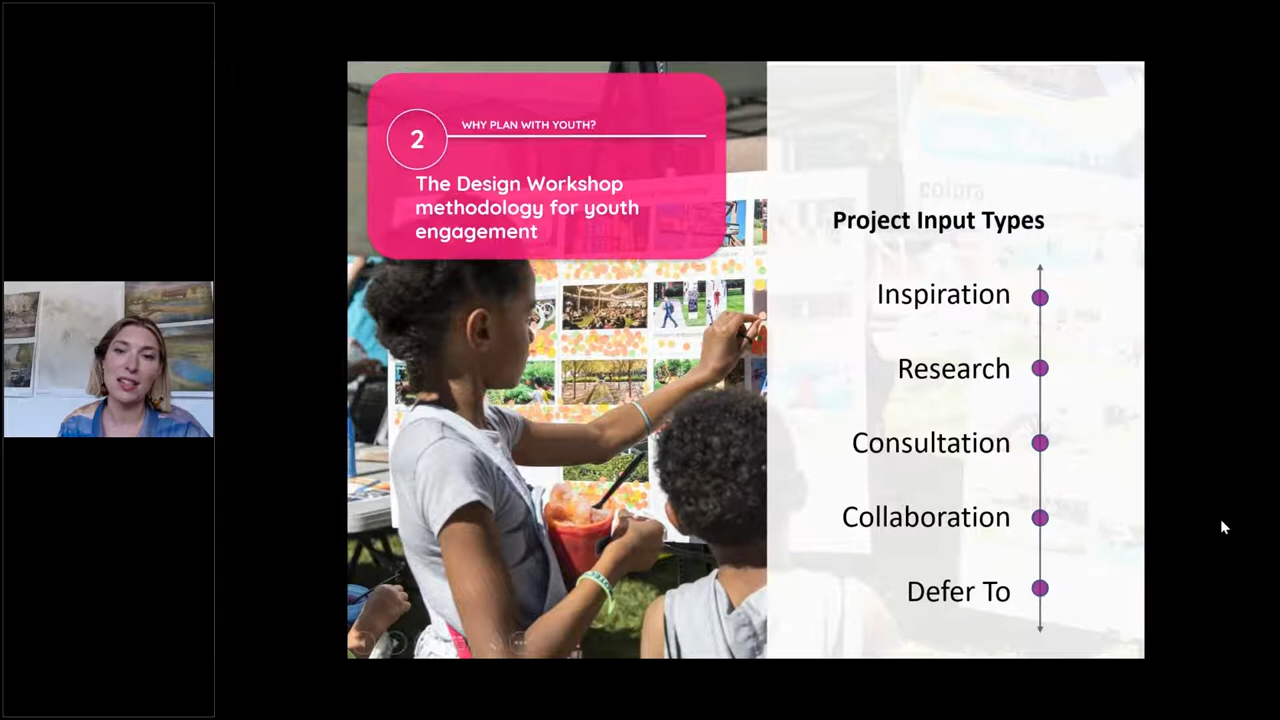 2
WHY PLAN WITH YOUTH?
The Design Workshop
methodology for youth
engagement
colors
Project Input Types
Inspiration
Research
Consultation
Collaboration
Defer To